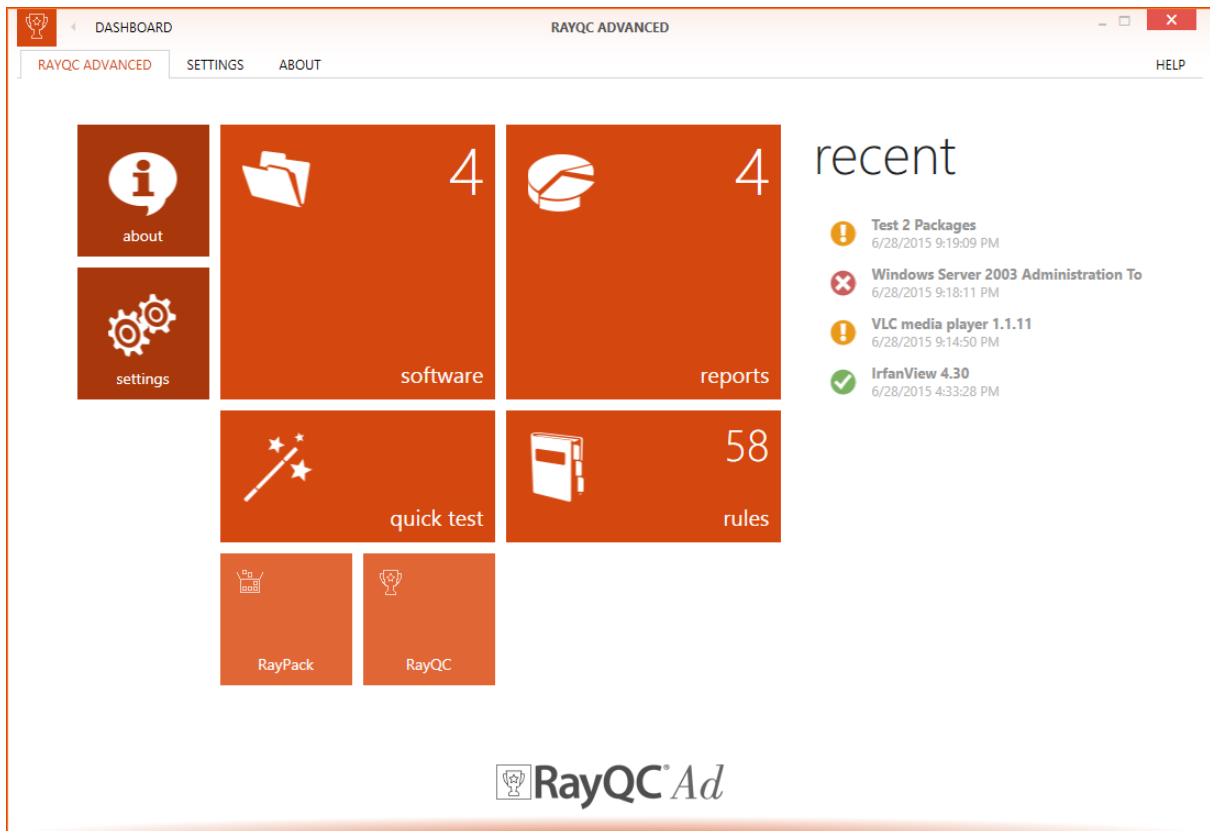 DASHBOARD
RAYQC ADVANCED
RAYQC ADVANCED
SETTINGS
ABOUT
HELP
about
settings
4
software
4
reports
quick test
58
rules
RayPack
RayQC
recent
Test 2 Packages
6/28/2015 9:19:09 PM
Windows Server 2003 Administration To
6/28/2015 9:18:11 PM
VLC media player 1.1.11
6/28/2015 9:14:50 PM
IrfanView 4.30
6/28/2015 4:33:28 PM
RayQC® Ad